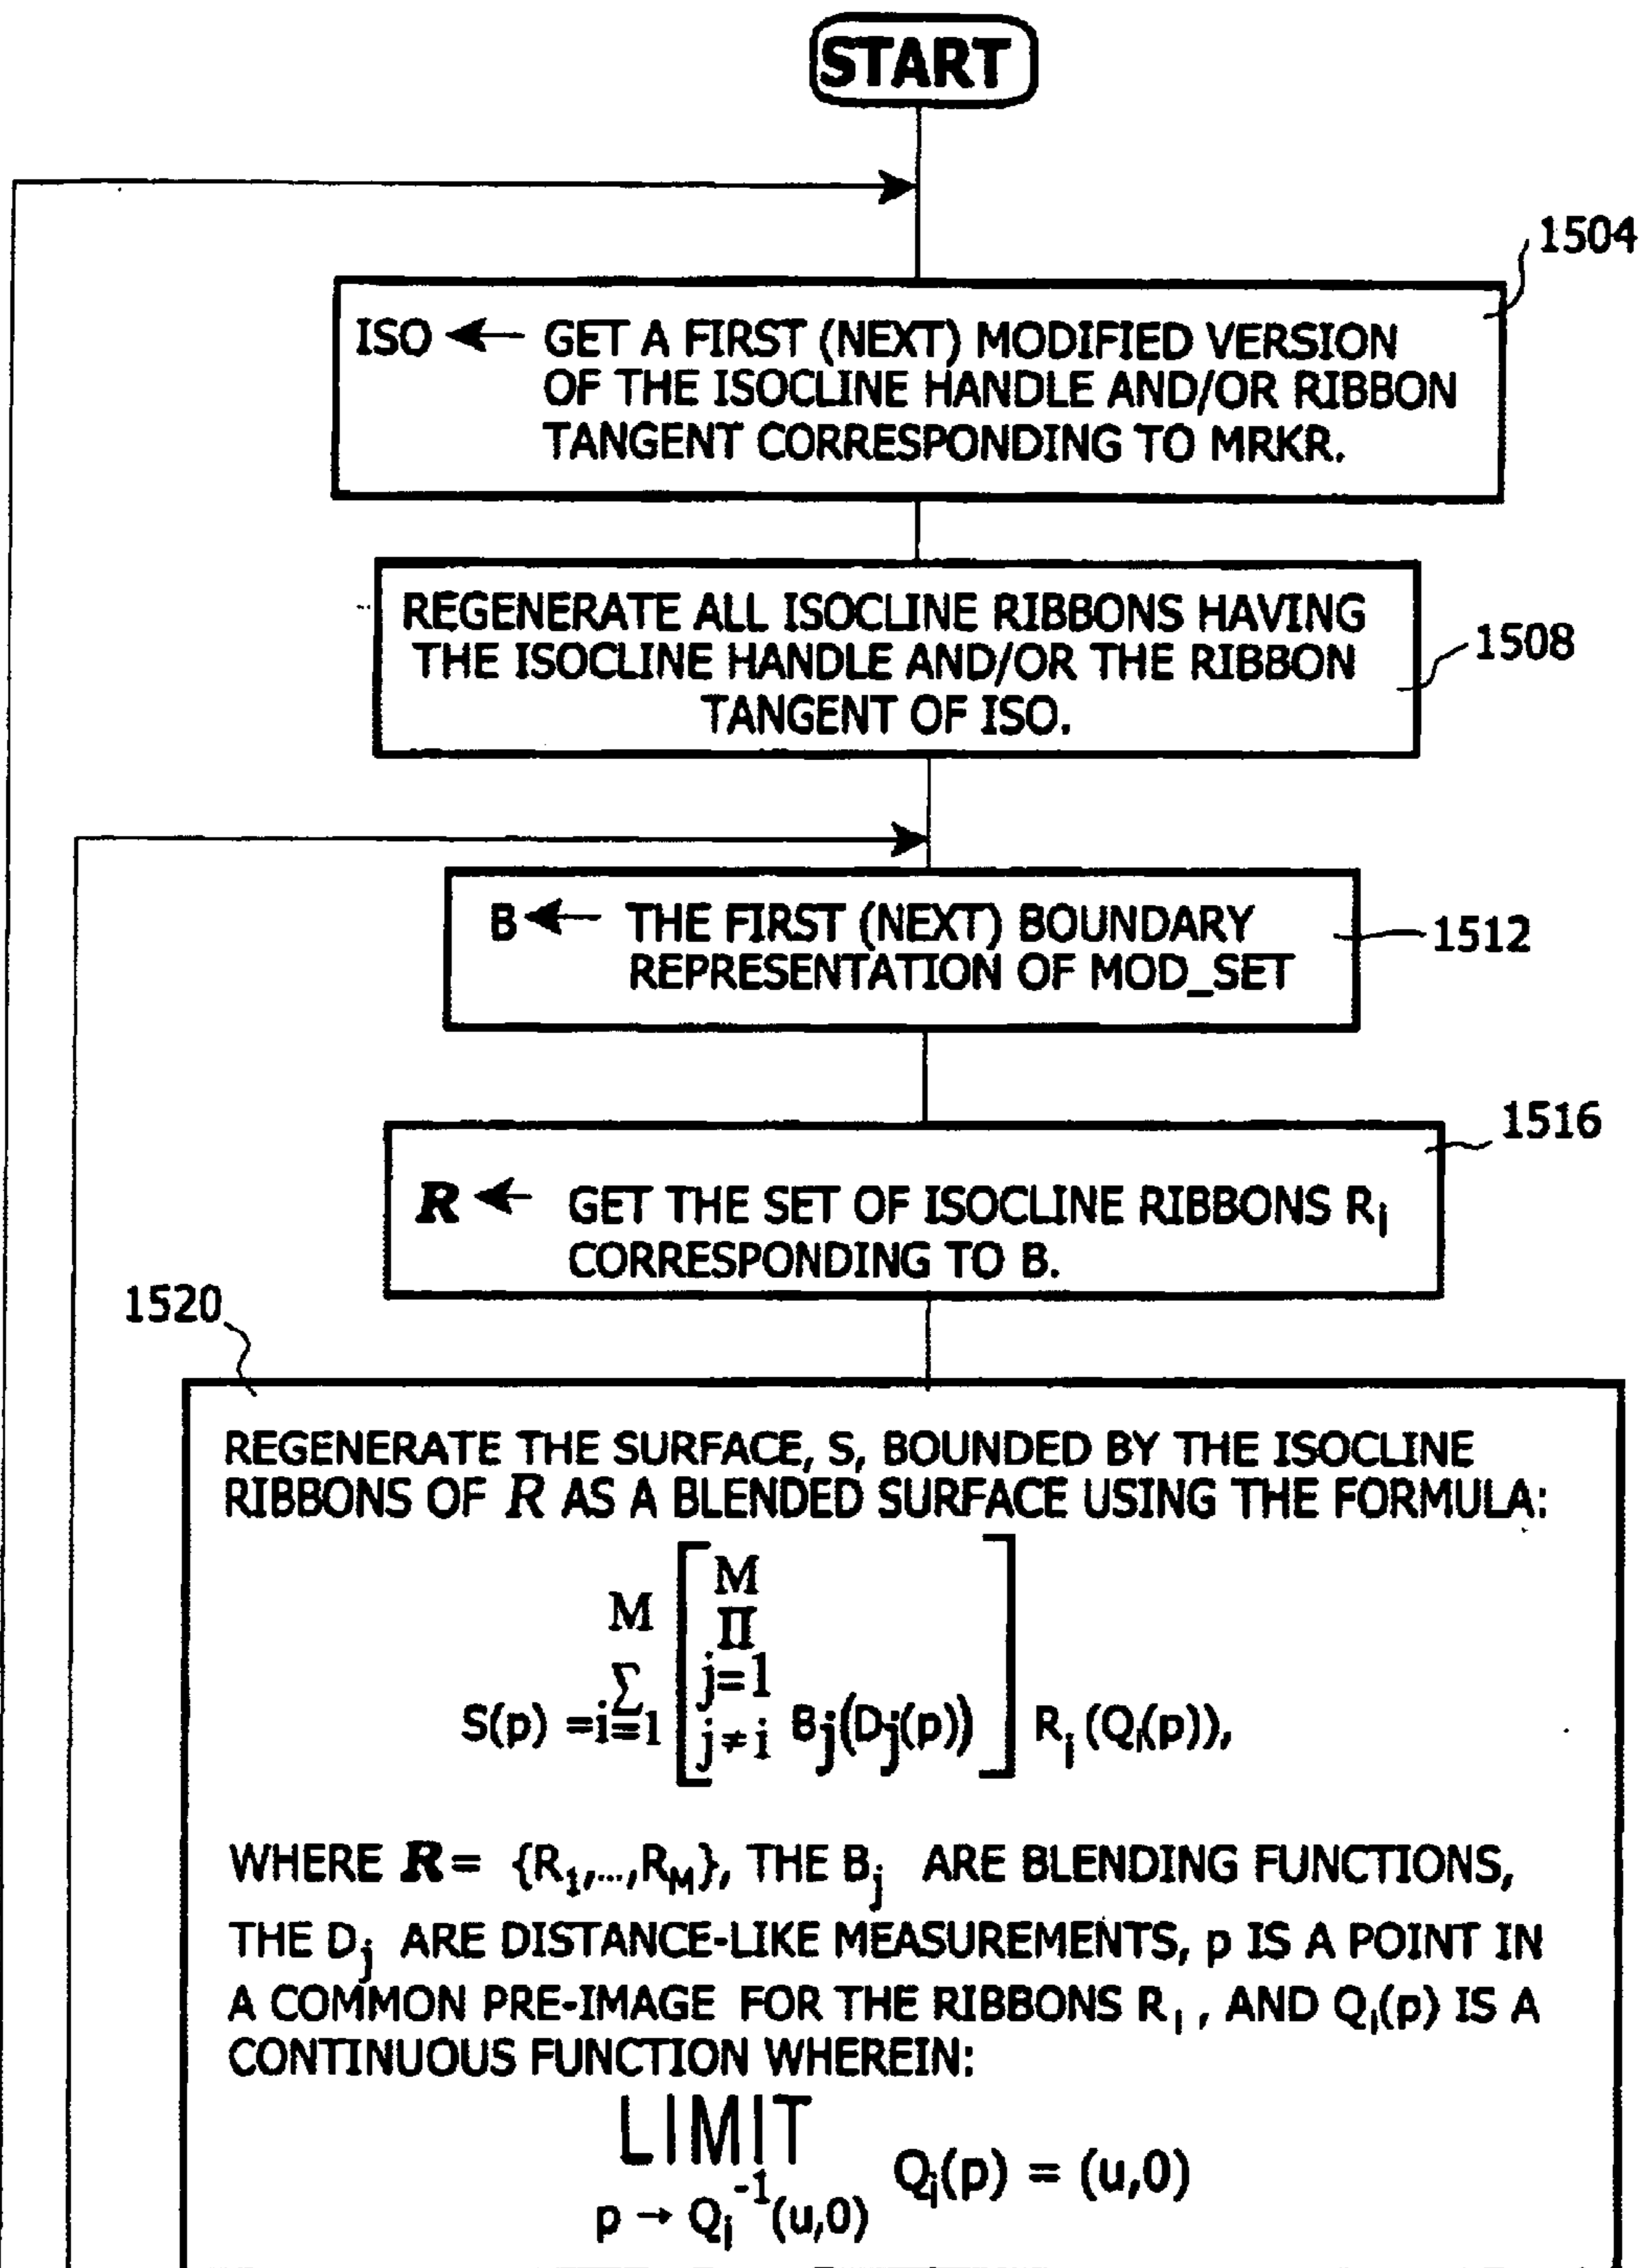 START
1504
ISO ← GET A FIRST (NEXT) MODIFIED VERSION
OF THE ISOCLINE HANDLE AND/OR RIBBON
TANGENT CORRESPONDING TO MRKR.
REGENERATE ALL ISOCLINE RIBBONS HAVING
THE ISOCLINE HANDLE AND/OR THE RIBBON
TANGENT OF ISO.
1508
B ← THE FIRST (NEXT) BOUNDARY
REPRESENTATION OF MOD_SET
1512
1516
R ← GET THE SET OF ISOCLINE RIBBONS Ri
CORRESPONDING TO B.
1520
REGENERATE THE SURFACE, S, BOUNDED BY THE ISOCLINE
RIBBONS OF R AS A BLENDED SURFACE USING THE FORMULA:
M [ M
Π
Σ j=1
S(p) =i=1 j≠i Bj(Dj(p)) ] Ri (Qi(p)),
WHERE R = {R1,...,RM}, THE Bj ARE BLENDING FUNCTIONS,
THE Dj ARE DISTANCE-LIKE MEASUREMENTS, p IS A POINT IN
A COMMON PRE-IMAGE FOR THE RIBBONS Ri , AND Qi(p) IS A
CONTINUOUS FUNCTION WHEREIN:
LIMIT
Qi(p) = (u,0)
p → Qi^-1(u,0)